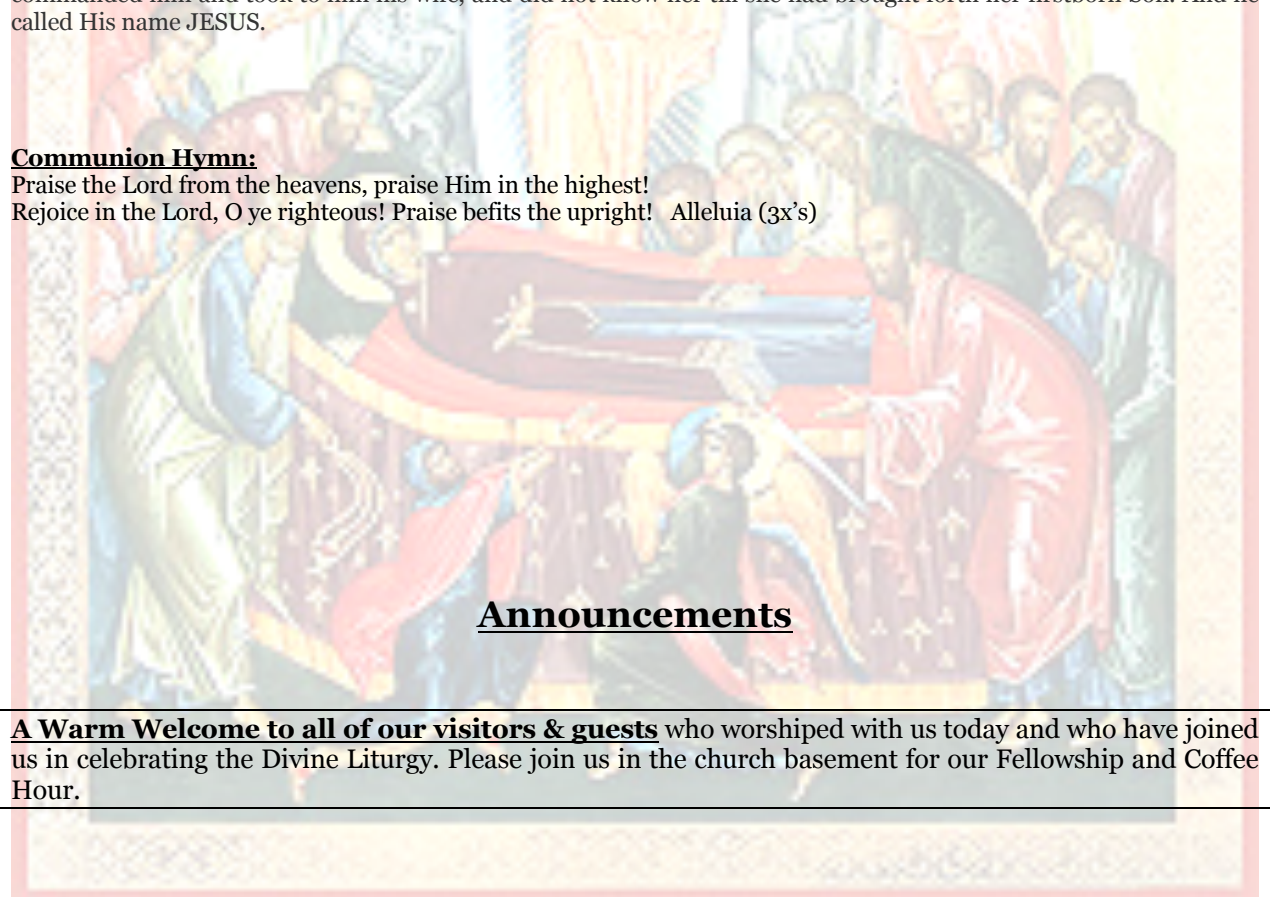 commanded him and took to him his wife, and did not know her till she had brought forth her firstborn Son. And he
called His name JESUS.
Communion Hymn:
Praise the Lord from the heavens, praise Him in the highest!
Rejoice in the Lord, O ye righteous! Praise befits the upright!   Alleluia (3x’s)
Announcements
A Warm Welcome to all of our visitors & guests who worshiped with us today and who have joined
us in celebrating the Divine Liturgy. Please join us in the church basement for our Fellowship and Coffee
Hour.